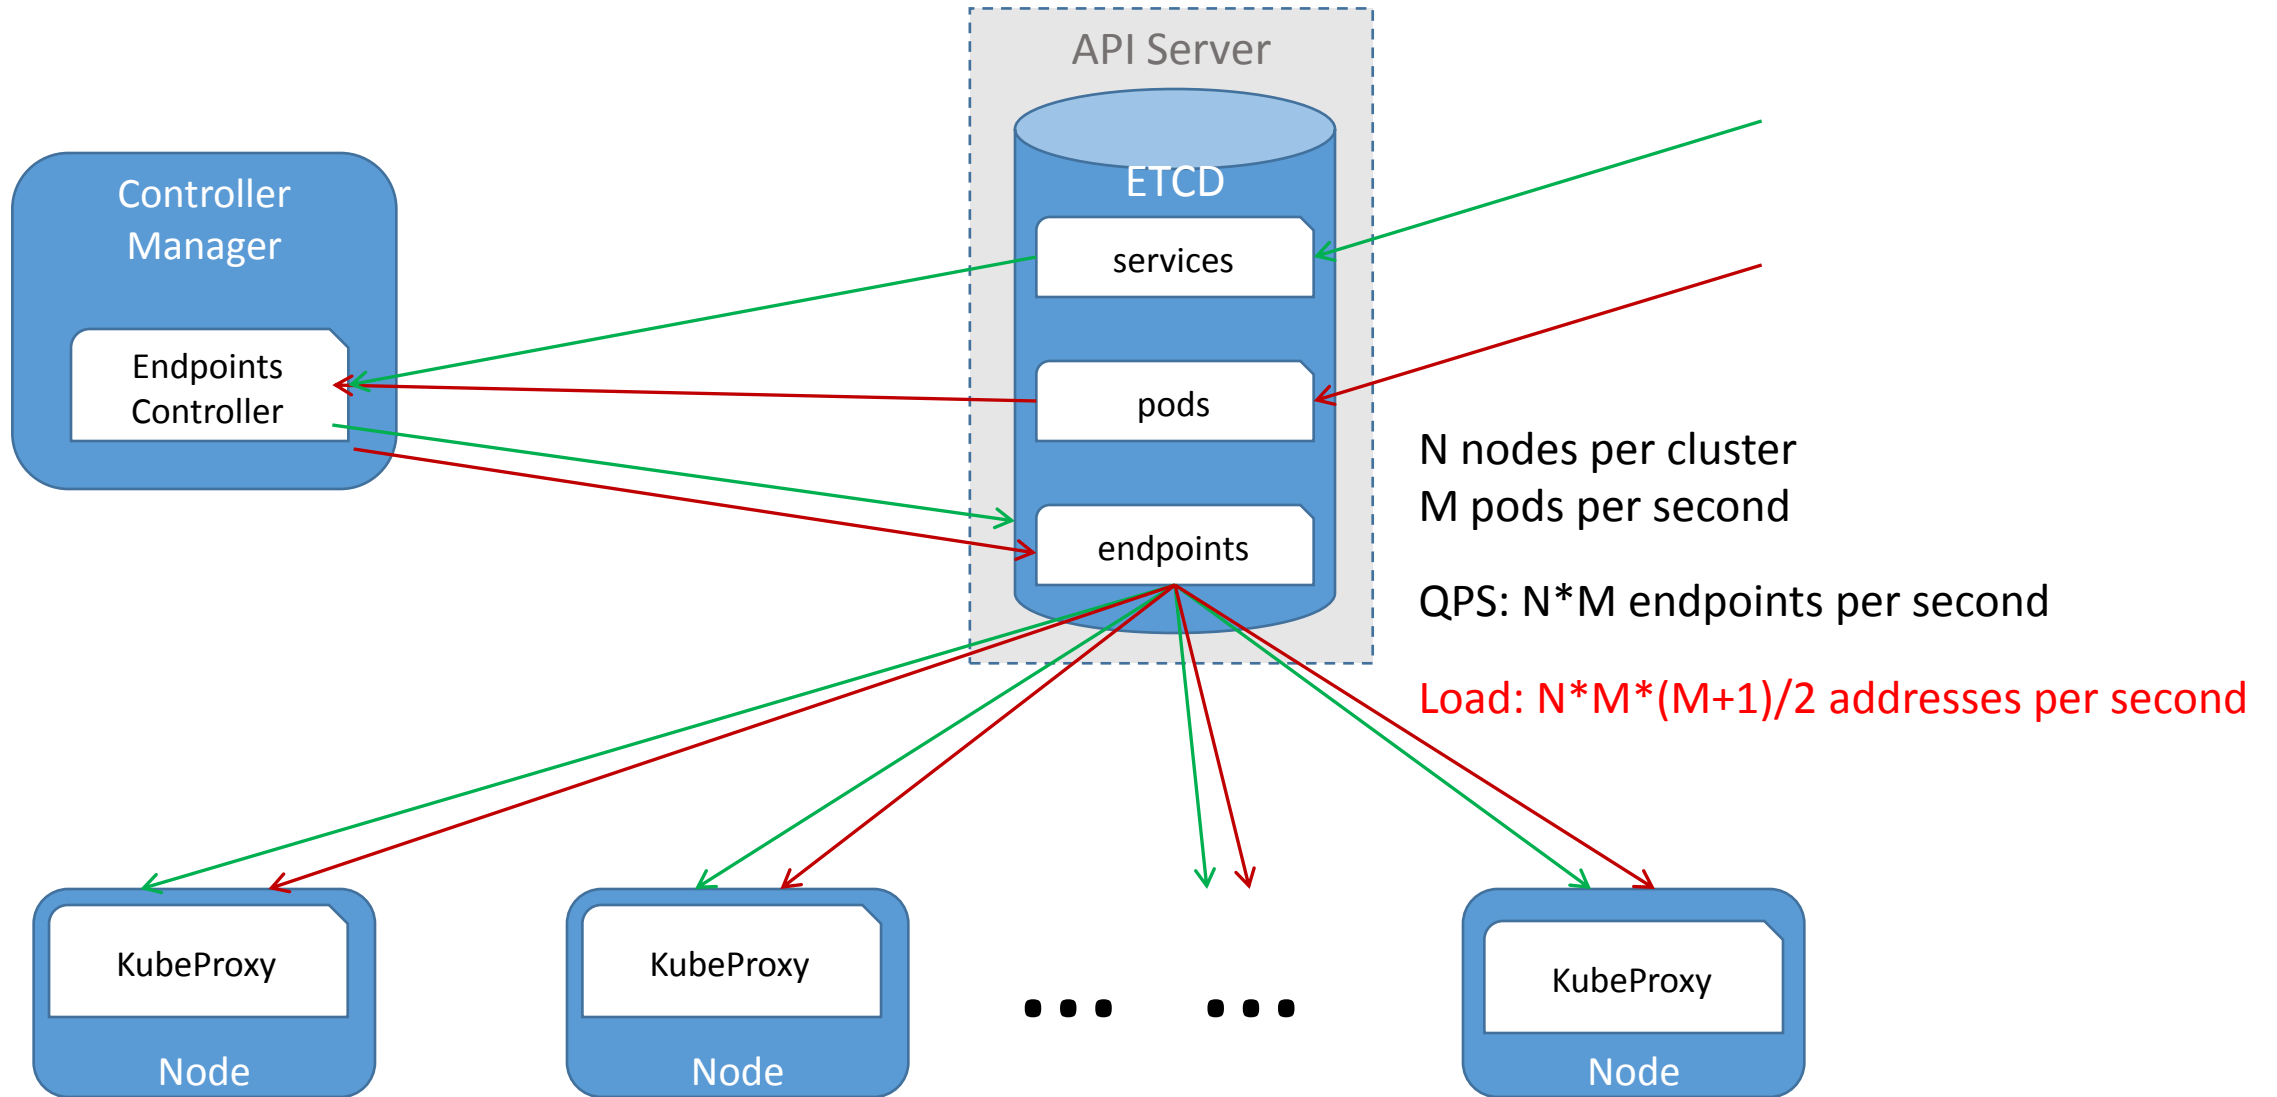 API Server
ETCD
services
pods
endpoints
Controller
Manager
Endpoints
Controller
N nodes per cluster
M pods per second
QPS: N*M endpoints per second
Load: N*M*(M+1)/2 addresses per second
KubeProxy
Node
KubeProxy
Node
... ...
KubeProxy
Node